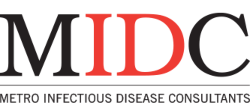 MIDC
METRO INFECTIOUS DISEASE CONSULTANTS